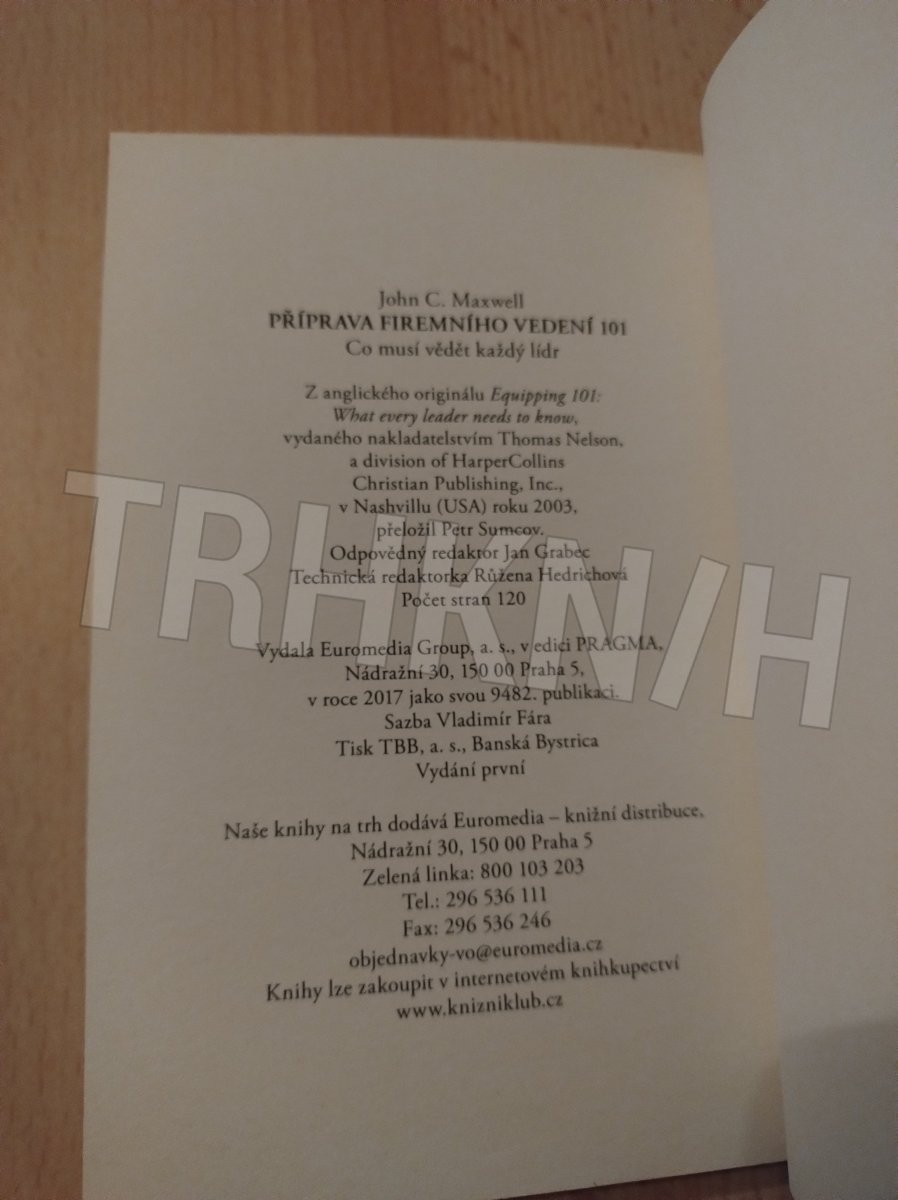 John C. Maxwell
PŘÍPRAVA FIREMNÍHO VEDENÍ 101
Co musí vědět každý lídr
Z anglického originálu Equipping 101:
What every leader needs to know,
vydaného nakladatelstvím Thomas Nelson,
a division of HarperCollins
Christian Publishing, Inc.,
v Nashvillu (USA) roku 2003,
přeložil Petr Sumcov.
Odpovědný redaktor Jan Grabec
Technická redaktorka Růžena Hedrichová
Počet stran 120
TRHKNIH
Vydala Euromedia Group, a. s., v edici PRAGMA,
Nádražní 30, 150 00 Praha 5,
v roce 2017 jako svou 9482. publikaci.
Sazba Vladimír Fára
Tisk TBB, a. s., Banská Bystrica
Vydání první
Naše knihy na trh dodává Euromedia – knižní distribuce,
Nádražní 30, 150 00 Praha 5
Zelená linka: 800 103 203
Tel.: 296 536 111
Fax: 296 536 246
objednavky-vo@euromedia.cz
Knihy lze zakoupit v internetovém knihkupectví
www.knizniklub.cz